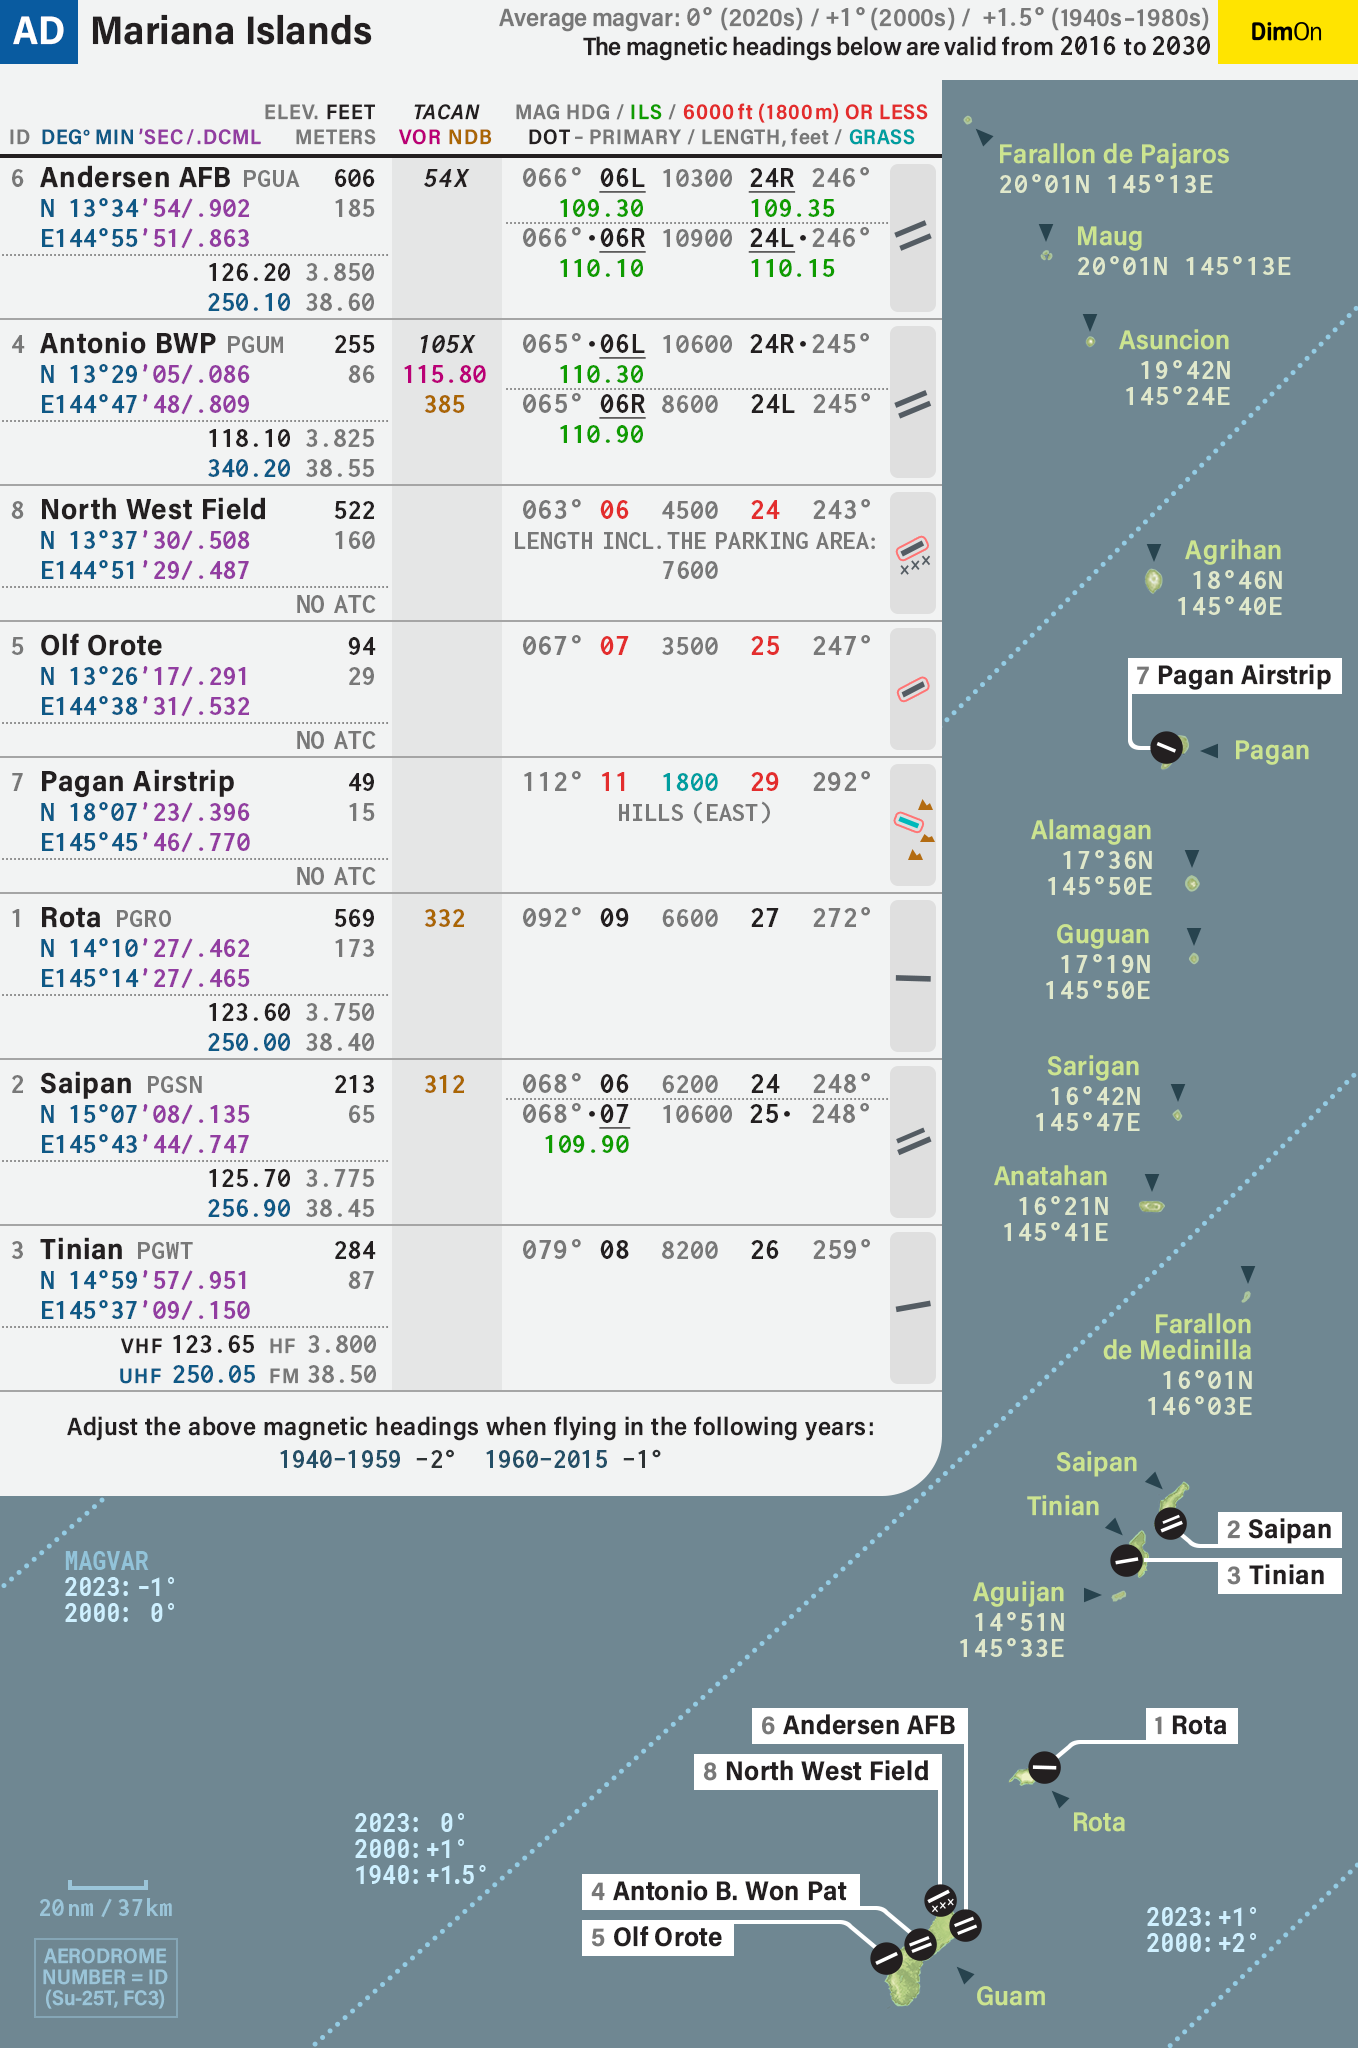 AD Mariana Islands
Average magvar: 0° (2020s) / +1° (2000s) / +1.5° (1940s–1980s)
The magnetic headings below are valid from 2016 to 2030
DimOn
ELEV. FEET TACAN MAG HDG / ILS / 6000 ft (1800 m) OR LESS
ID DEG° MIN 'SEC/.DCML METERS VOR NDB DOT – PRIMARY / LENGTH, feet / GRASS
6 Andersen AFB PGUA 606 54X 066° 06L 10300 24R 246°
N 13°34'54/.902 185 109.30 109.35
E144°55'51/.863 066° •06R 10900 24L• 246°
126.20 3.850 110.10 110.15
250.10 38.60
4 Antonio BWP PGUM 255 105X 065° •06L 10600 24R• 245°
N 13°29'05/.086 86 115.80 110.30
E144°47'48/.809 385 065° 06R 8600 24L 245°
118.10 3.825 110.90
340.20 38.55
8 North West Field 522 063° 06 4500 24 243°
N 13°37'30/.508 160 LENGTH INCL. THE PARKING AREA:
E144°51'29/.487 7600
NO ATC
5 Olf Orote 94 067° 07 3500 25 247°
N 13°26'17/.291 29
E144°38'31/.532
NO ATC
7 Pagan Airstrip 49 112° 11 1800 29 292°
N 18°07'23/.396 15 HILLS (EAST)
E145°45'46/.770
NO ATC
1 Rota PGRO 569 332 092° 09 6600 27 272°
N 14°10'27/.462 173
E145°14'27/.465
123.60 3.750
250.00 38.40
2 Saipan PGSN 213 312 068° 06 6200 24 248°
N 15°07'08/.135 65 068° •07 10600 25• 248°
E145°43'44/.747 109.90
125.70 3.775
256.90 38.45
3 Tinian PGWT 284 079° 08 8200 26 259°
N 14°59'57/.951 87
E145°37'09/.150
VHF 123.65 HF 3.800
UHF 250.05 FM 38.50
Adjust the above magnetic headings when flying in the following years:
1940–1959 –2° 1960–2015 –1°
Farallon de Pajaros
20°01N 145°13E
Maug
20°01N 145°13E
Asuncion
19°42N
145°24E
Agrihan
18°46N
145°40E
7 Pagan Airstrip
Pagan
Alamagan
17°36N
145°50E
Guguan
17°19N
145°50E
Sarigan
16°42N
145°47E
Anatahan
16°21N
145°41E
Farallon
de Medinilla
16°01N
146°03E
Saipan
Tinian
2 Saipan
3 Tinian
Aguijan
14°51N
145°33E
MAGVAR
2023: –1°
2000: 0°
6 Andersen AFB
1 Rota
8 North West Field
Rota
2023: 0°
2000: +1°
1940: +1.5°
4 Antonio B. Won Pat
5 Olf Orote
Guam
2023: +1°
2000: +2°
20 nm / 37 km
AERODROME
NUMBER = ID
(Su-25T, FC3)